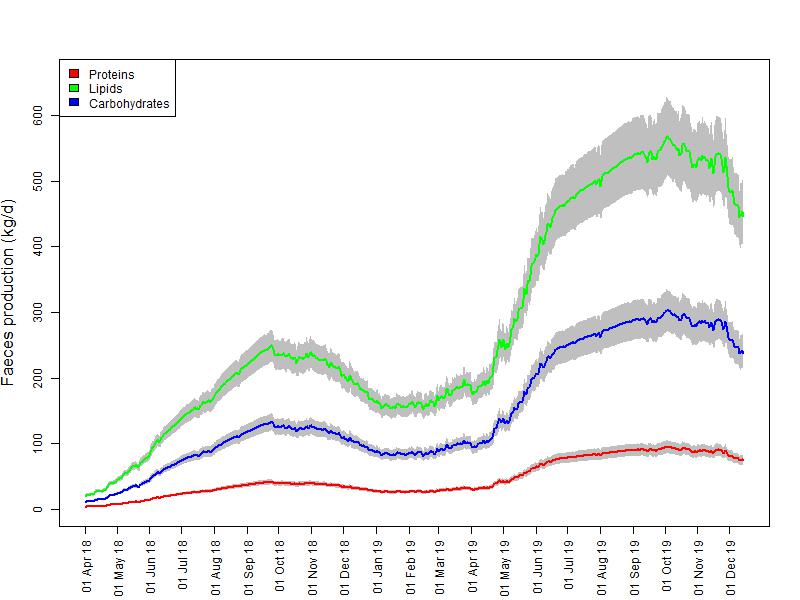 Proteins
Lipids
Carbohydrates
Faeces production (kg/d)
600
500
400
300
200
100
0
01 Apr 18
01 May 18
01 Jun 18
01 Jul 18
01 Aug 18
01 Sep 18
01 Oct 18
01 Nov 18
01 Dec 18
01 Jan 19
01 Feb 19
01 Mar 19
01 Apr 19
01 May 19
01 Jun 19
01 Jul 19
01 Aug 19
01 Sep 19
01 Oct 19
01 Nov 19
01 Dec 19